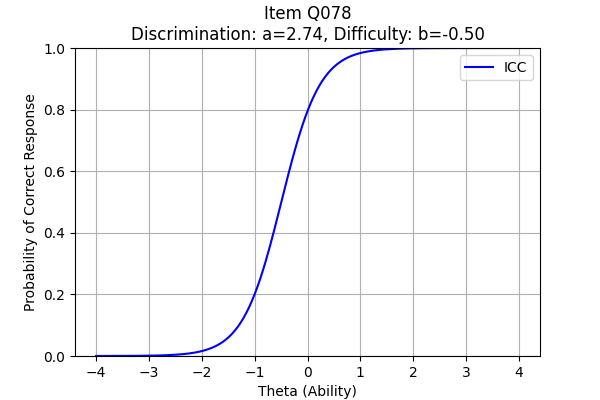 Item Q078
Discrimination: a=2.74, Difficulty: b=-0.50
ICC
Probability of Correct Response
1.0
0.8
0.6
0.4
0.2
0.0
−4 −3 −2 −1 0 1 2 3 4
Theta (Ability)